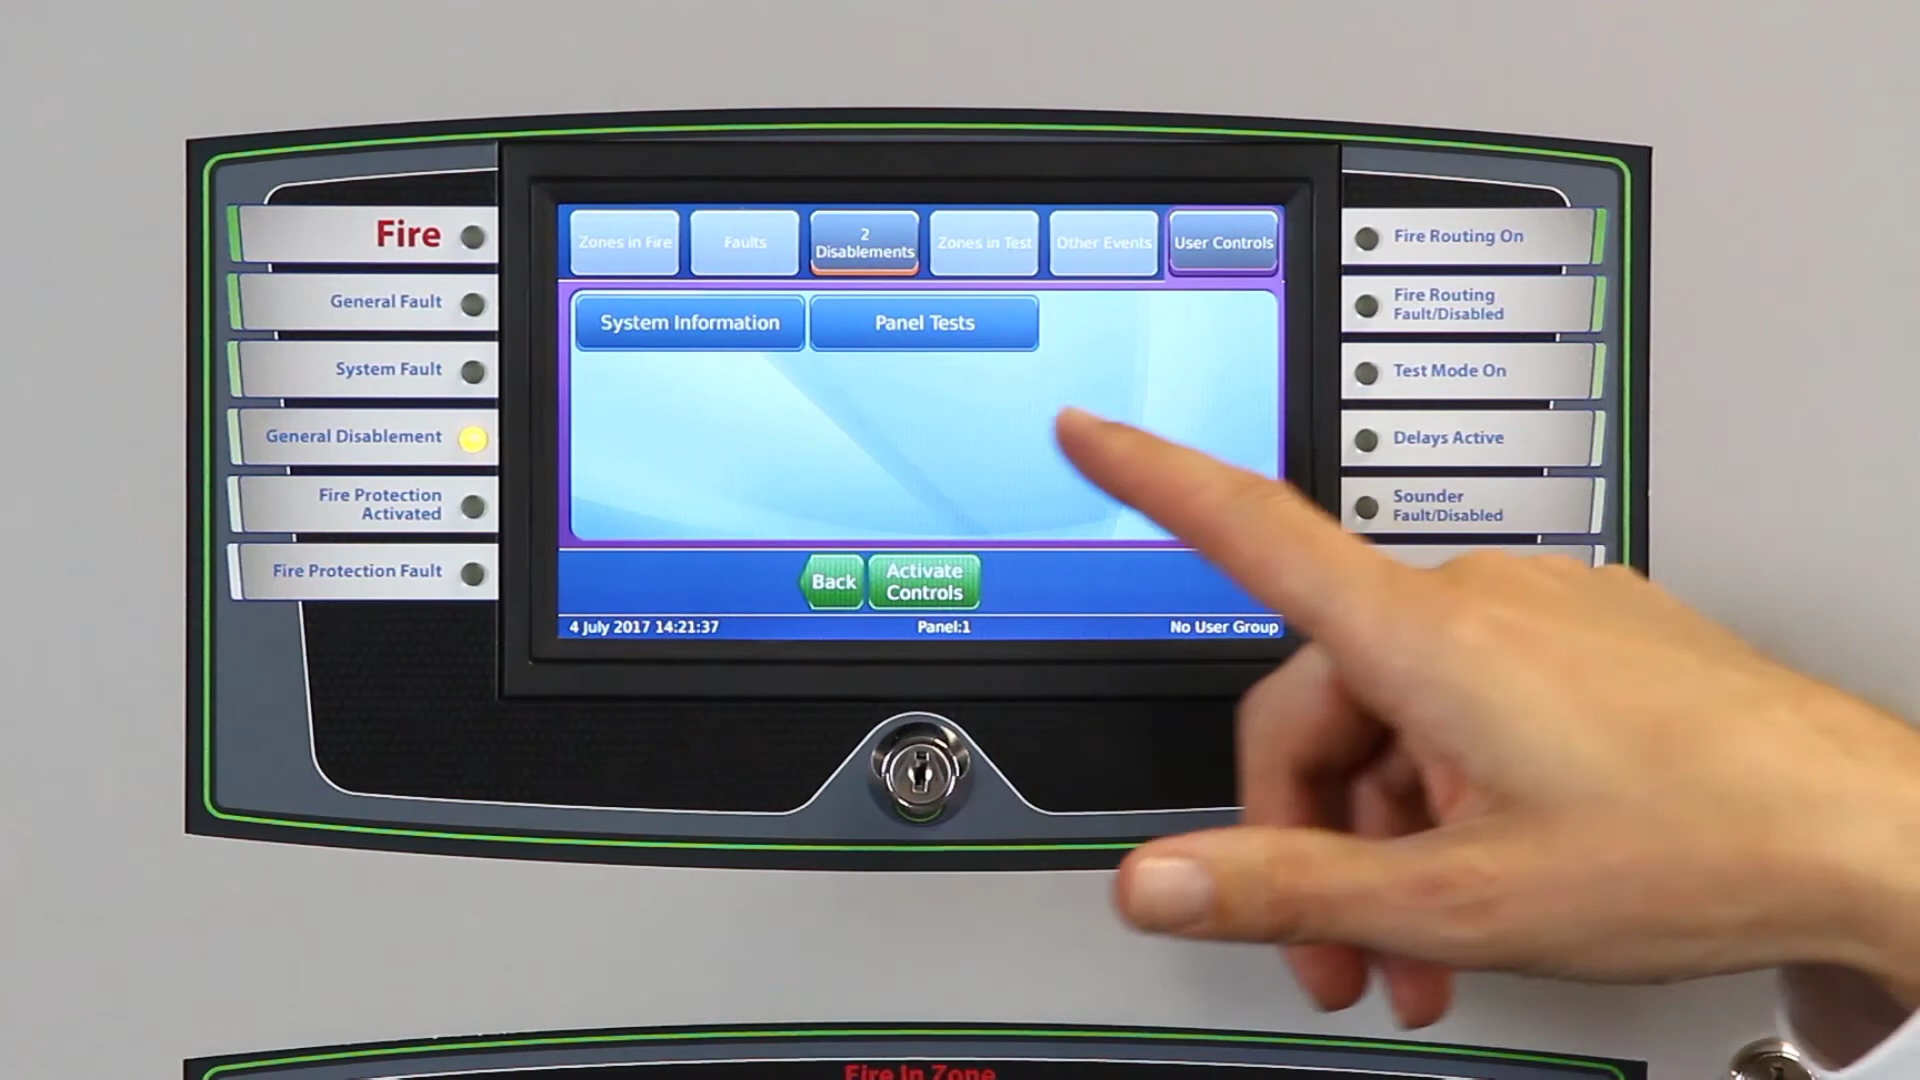 Fire
General Fault
System Fault
General Disablement
Fire Protection
Activated
Fire Protection Fault
Zones in Fire
Faults
2
Disablements
Zones in Test
Other Events
User Controls
System Information
Panel Tests
Back
Activate
Controls
4 July 2017 14:21:37
Panel:1
No User Group
Fire Routing On
Fire Routing
Fault/Disabled
Test Mode On
Delays Active
Sounder
Fault/Disabled
Fire In Zone